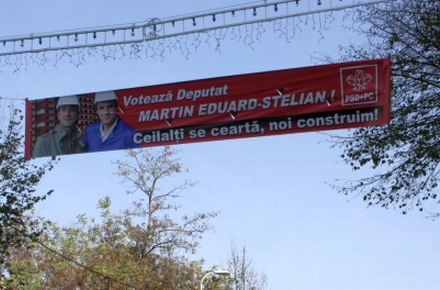 Votează Deputat
MARTIN EDUARD-STELIAN !
PSD+PC
Ceilalți se ceartă, noi construim!